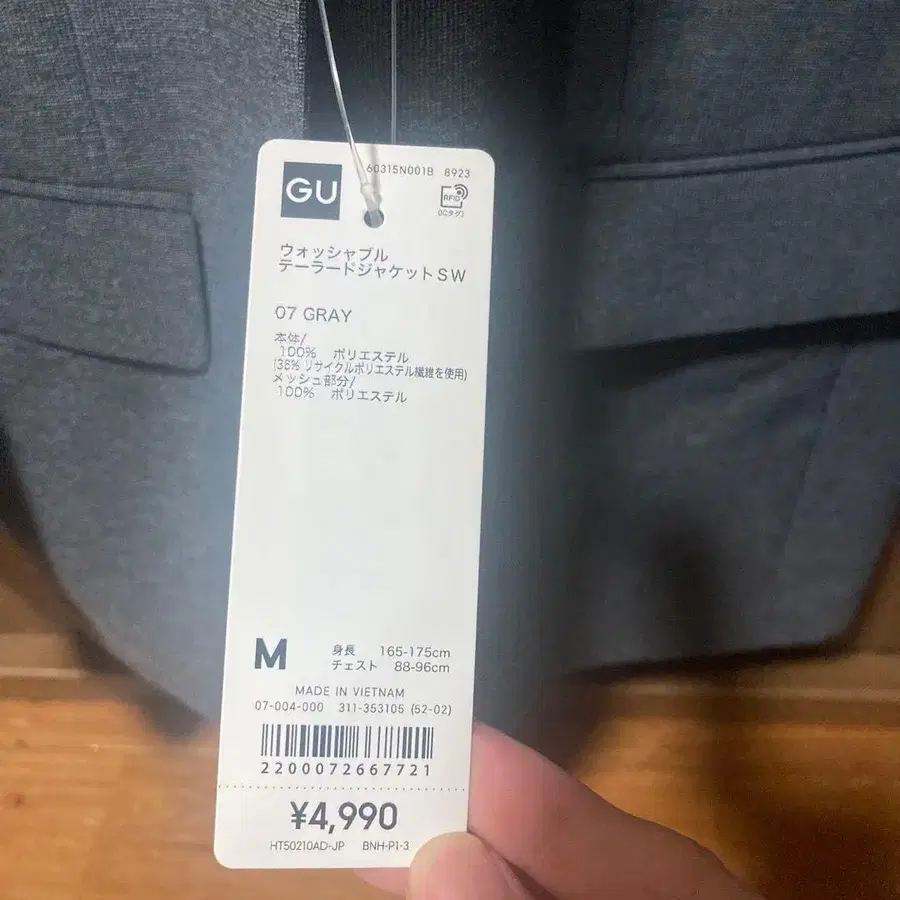 GU
60315N001B 8923
RFID
(ICタグ)
ウォッシャブル
テーラードジャケットSW
07 GRAY
本体/
100% ポリエステル
(36% リサイクルポリエステル繊維を使用)
メッシュ部分/
100% ポリエステル
M
身長 165-175cm
チェスト 88-96cm
MADE IN VIETNAM
07-004-000 311-353105 (52-02)
2200072667721
¥4,990
HT50210AD-JP BNH-P1-3